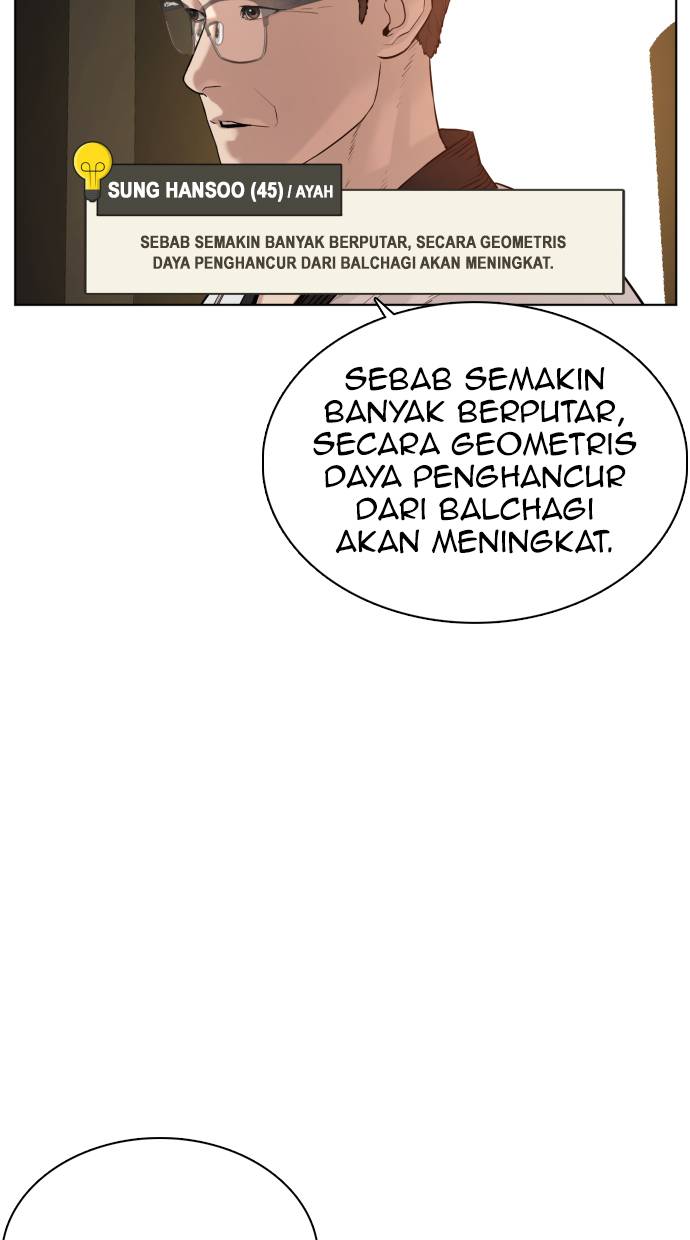 SUNG HANSOO (45) / AYAH
SEBAB SEMAKIN BANYAK BERPUTAR, SECARA GEOMETRIS
DAYA PENGHANCUR DARI BALCHAGI AKAN MENINGKAT.
SEBAB SEMAKIN
BANYAK BERPUTAR,
SECARA GEOMETRIS
DAYA PENGHANCUR
DARI BALCHAGI
AKAN MENINGKAT.